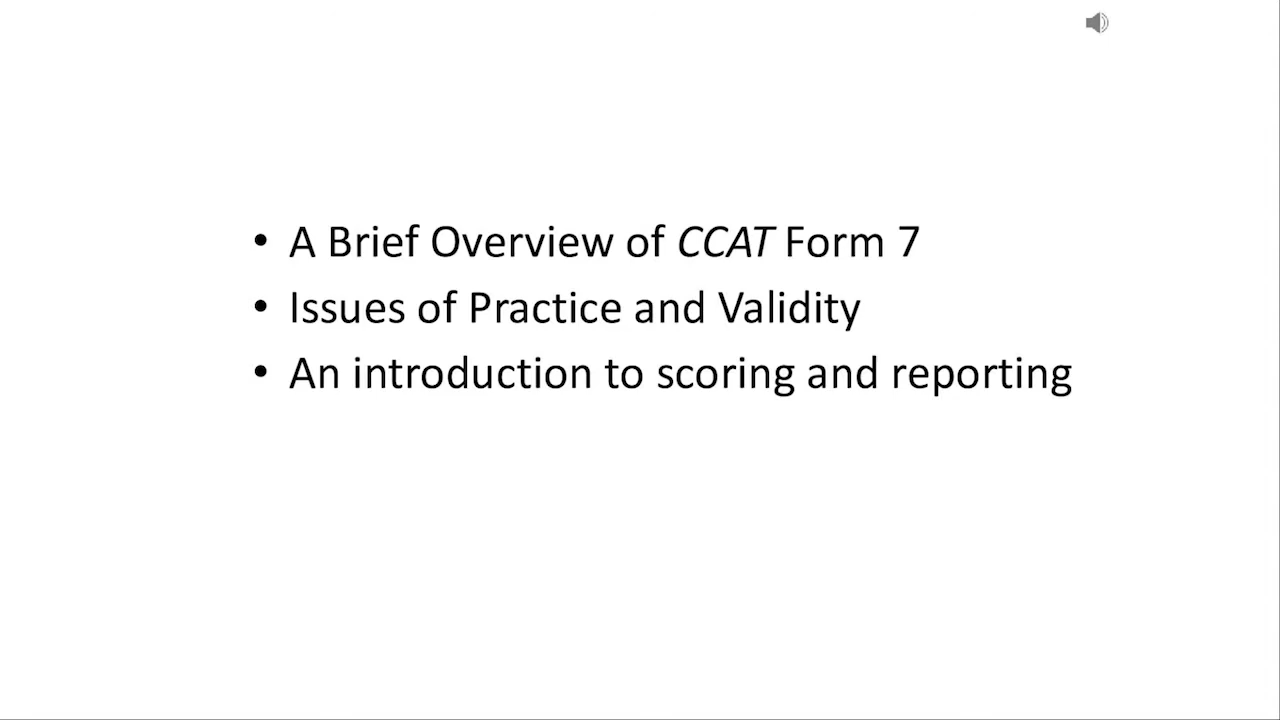 • A Brief Overview of CCAT Form 7
• Issues of Practice and Validity
• An introduction to scoring and reporting